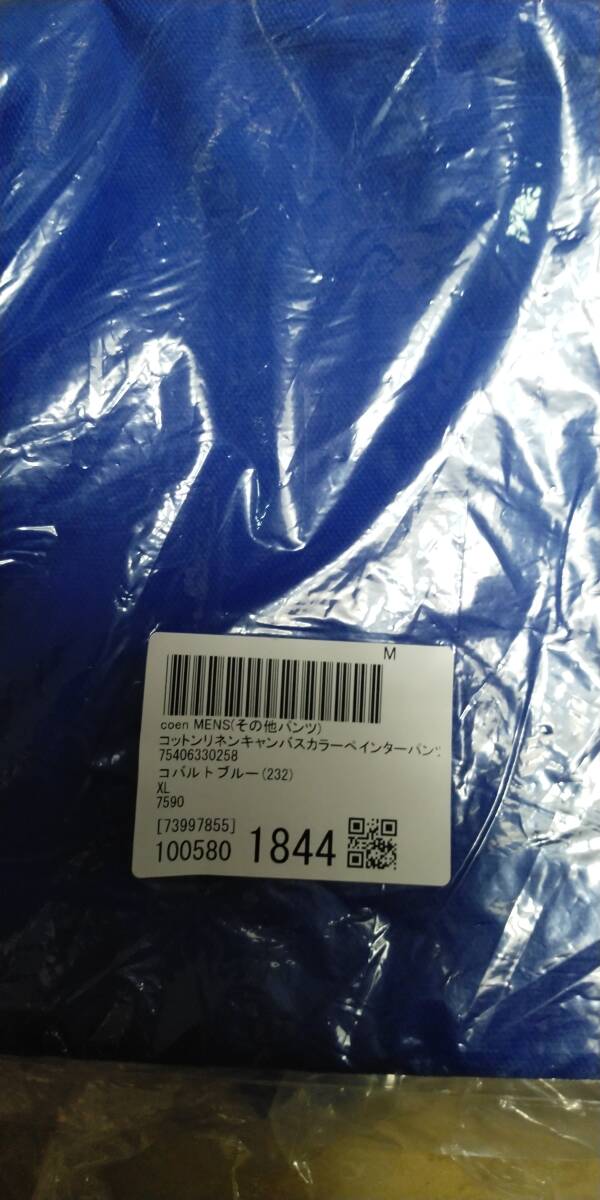 M
coen MENS(その他パンツ)
コットンリネンキャンバスカラーペインターパンツ
75406330258
コバルトブルー(232)
XL
7590
[73997855]
100580 1844